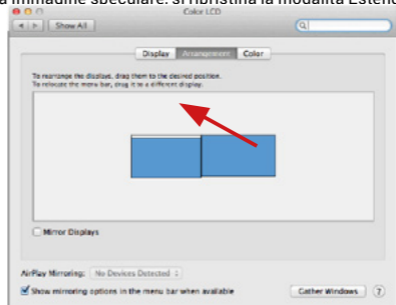 immagine speculare: si ripristina la modalità
Color LCD
Show All
Display Arrangement Color
To rearrange the displays, drag them to the desired position.
To relocate the menu bar, drag it to a different display.
Mirror Displays
AirPlay Mirroring: No Devices Detected
Show mirroring options in the menu bar when available
Gather Windows ?